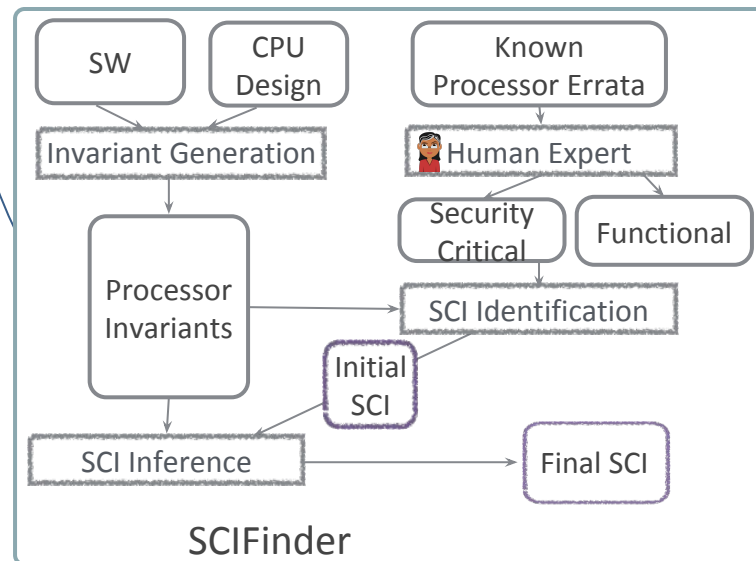 SW
CPU
Design
Known
Processor Errata
Invariant Generation
Human Expert
Security
Critical
Functional
Processor
Invariants
SCI Identification
Initial
SCI
SCI Inference
Final SCI
SCIFinder